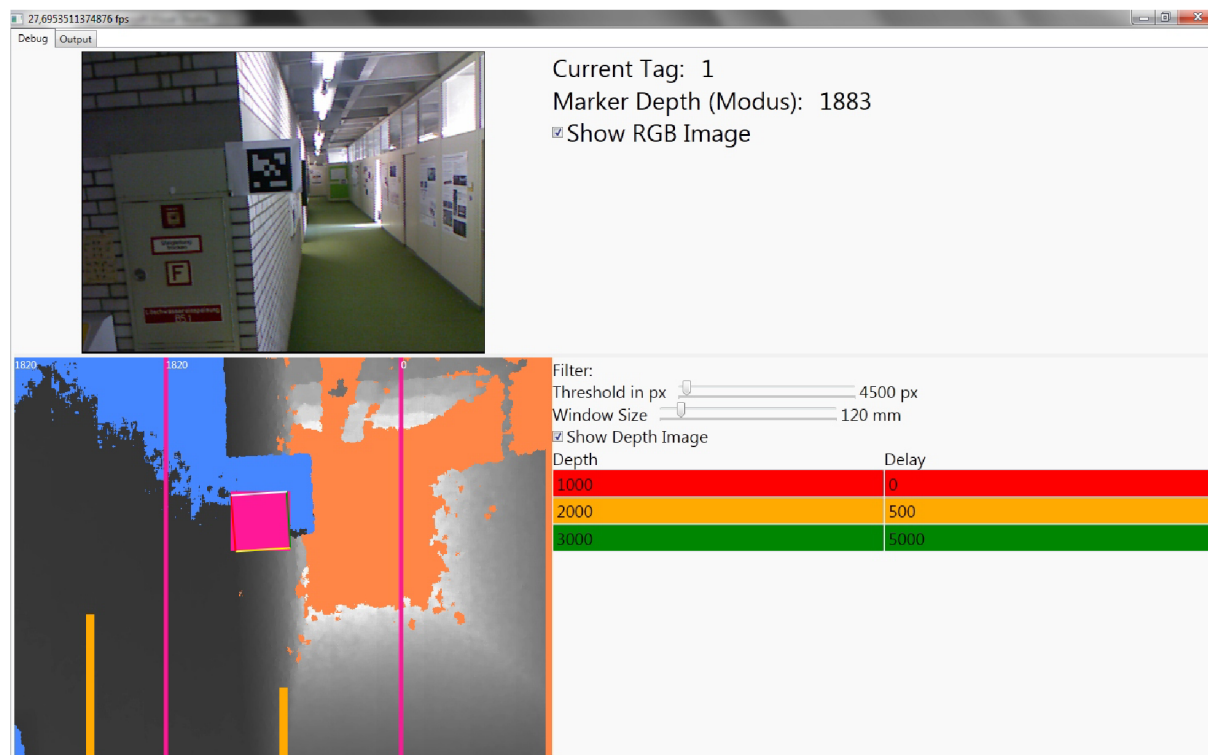 27,6953511374876 fps
Debug Output
Current Tag: 1
Marker Depth (Modus): 1883
Show RGB Image
F
1820 1820 0
Filter:
Threshold in px 4500 px
Window Size 120 mm
Show Depth Image
Depth Delay
1000 0
2000 500
3000 5000